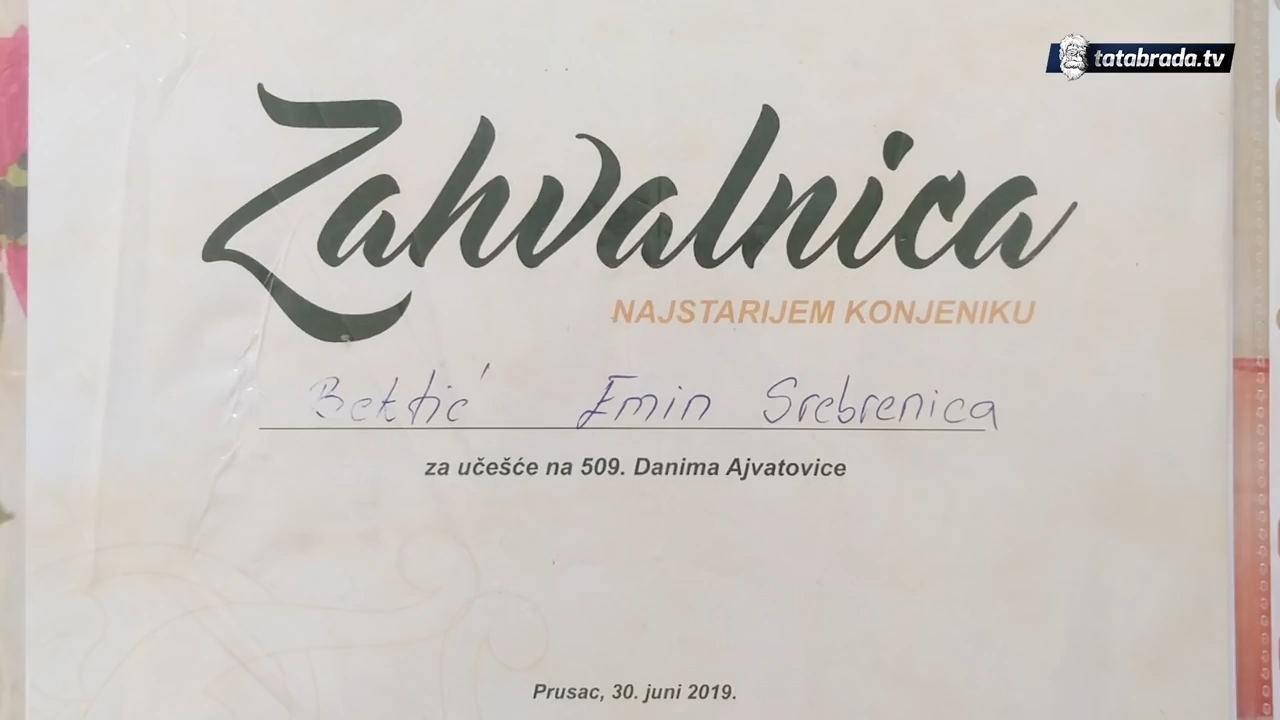 tatabrada.tv
Zahvalnica
NAJSTARIJEM KONJENIKU
Bektić Emin Srebrenica
za učešće na 509. Danima Ajvatovice
Prusac, 30. juni 2019.